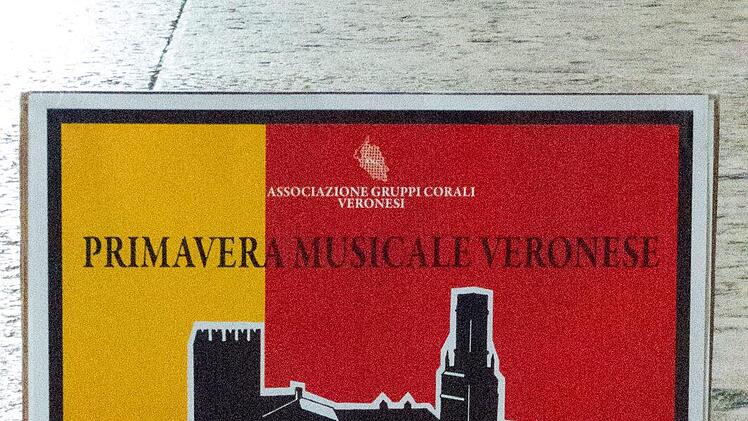 ASSOCIAZIONE GRUPPI CORALI
VERONESI
PRIMAVERA MUSICALE VERONESE